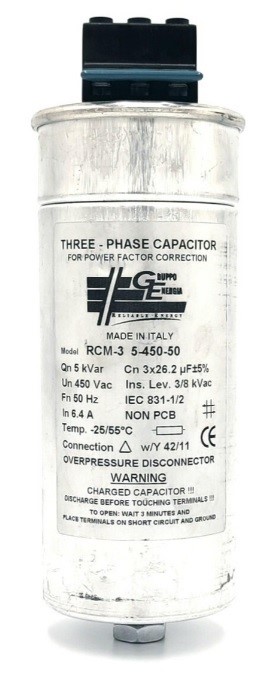 THREE - PHASE CAPACITOR
FOR POWER FACTOR CORRECTION
GRUPPO
ENERGIA
RELIABLE ENERGY
MADE IN ITALY
Model RCM-3 5-450-50
Qn 5 kVar Cn 3x26.2 µF±5%
Un 450 Vac Ins. Lev. 3/8 kVac
Fn 50 Hz IEC 831-1/2
In 6.4 A NON PCB
Temp. -25/55°C
Connection △ w/Y 42/11 CE
OVERPRESSURE DISCONNECTOR
WARNING
CHARGED CAPACITOR !!!
DISCHARGE BEFORE TOUCHING TERMINALS !!!
TO OPEN: WAIT 3 MINUTES AND
PLACE TERMINALS ON SHORT CIRCUIT AND GROUND